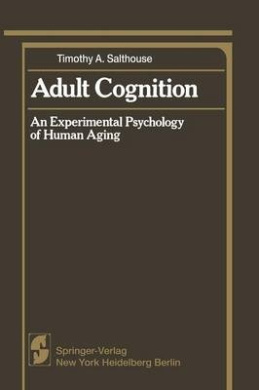 Timothy A. Salthouse
Adult Cognition
An Experimental Psychology
of Human Aging
Springer-Verlag
New York Heidelberg Berlin